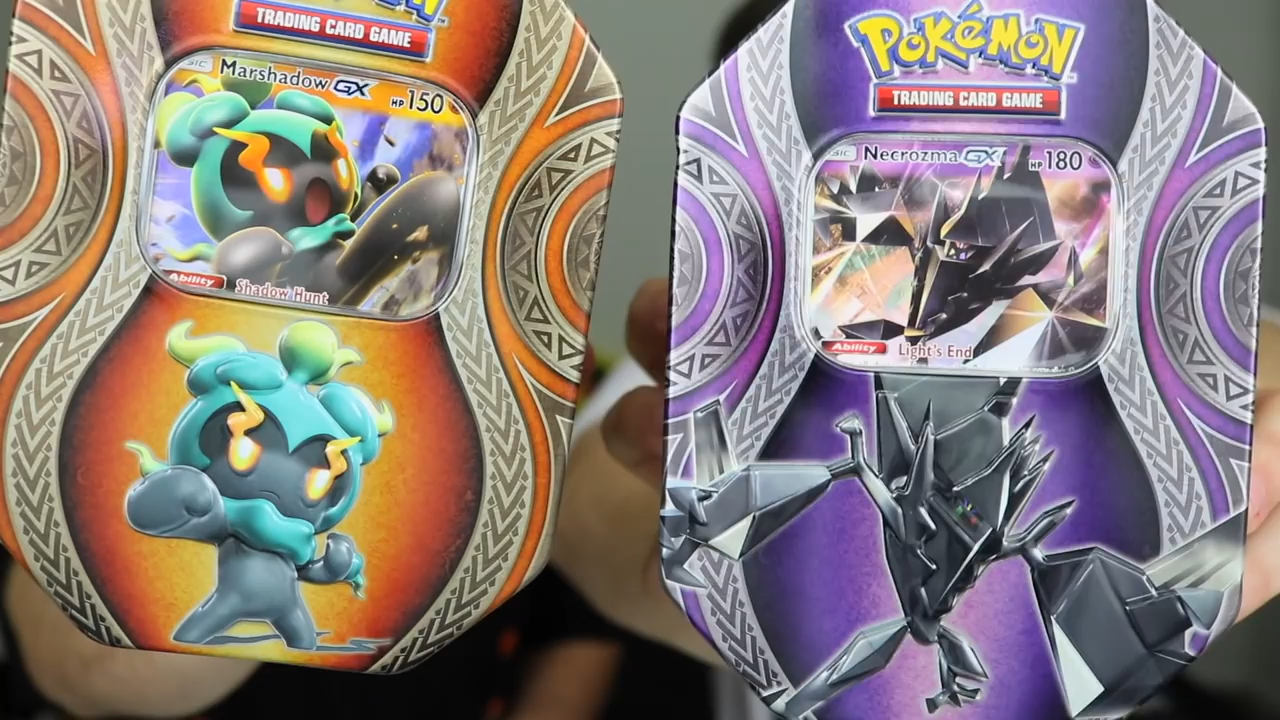 TRADING CARD GAME
Marshadow GX HP 150
Ability Shadow Hunt
POKéMON
TRADING CARD GAME
BASIC Necrozma GX HP 180
Ability Light's End